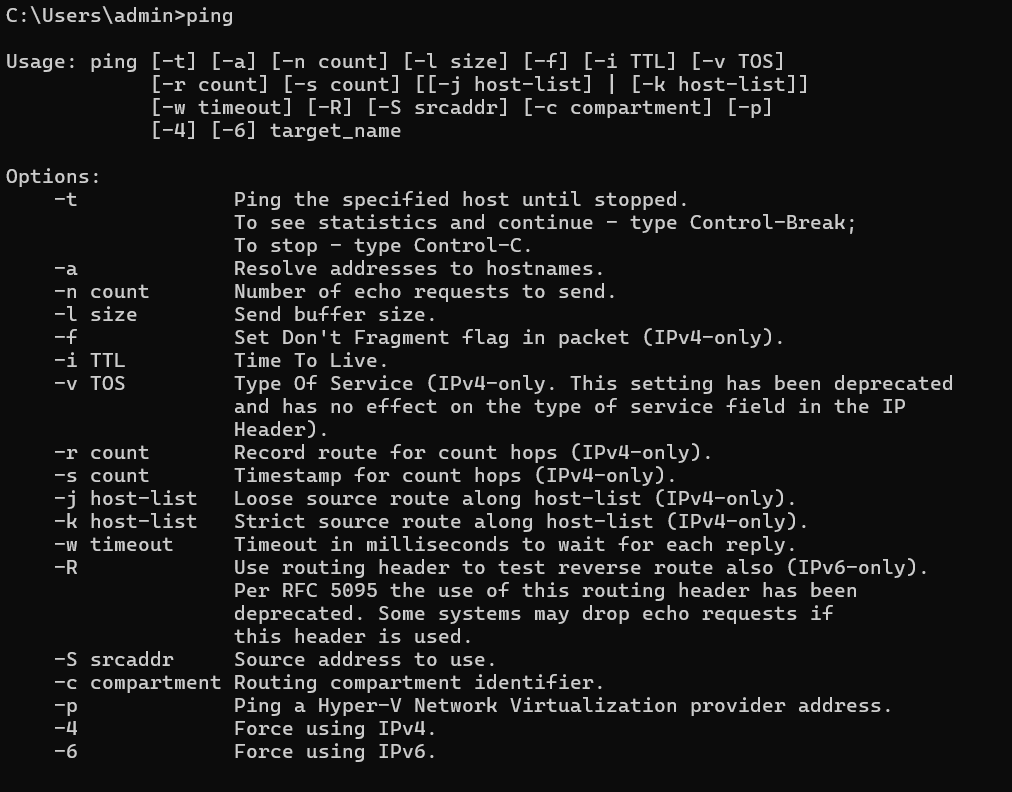 C:\Users\admin>ping
Usage: ping [-t] [-a] [-n count] [-l size] [-f] [-i TTL] [-v TOS]
            [-r count] [-s count] [[-j host-list] | [-k host-list]]
            [-w timeout] [-R] [-S srcaddr] [-c compartment] [-p]
            [-4] [-6] target_name
Options:
    -t             Ping the specified host until stopped.
                   To see statistics and continue - type Control-Break;
                   To stop - type Control-C.
    -a             Resolve addresses to hostnames.
    -n count       Number of echo requests to send.
    -l size        Send buffer size.
    -f             Set Don't Fragment flag in packet (IPv4-only).
    -i TTL         Time To Live.
    -v TOS         Type Of Service (IPv4-only. This setting has been deprecated
                   and has no effect on the type of service field in the IP
                   Header).
    -r count       Record route for count hops (IPv4-only).
    -s count       Timestamp for count hops (IPv4-only).
    -j host-list   Loose source route along host-list (IPv4-only).
    -k host-list   Strict source route along host-list (IPv4-only).
    -w timeout     Timeout in milliseconds to wait for each reply.
    -R             Use routing header to test reverse route also (IPv6-only).
                   Per RFC 5095 the use of this routing header has been
                   deprecated. Some systems may drop echo requests if
                   this header is used.
    -S srcaddr     Source address to use.
    -c compartment Routing compartment identifier.
    -p             Ping a Hyper-V Network Virtualization provider address.
    -4             Force using IPv4.
    -6             Force using IPv6.